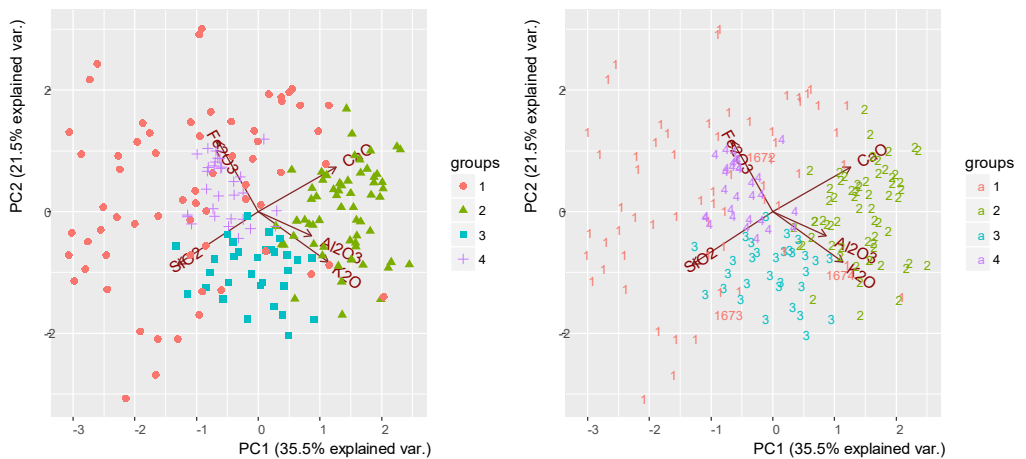 PC2 (21.5% explained var.)
2
0
-2
-3
-2
-1
0
1
2
PC1 (35.5% explained var.)
Fe2O3
CaO
SiO2
Al2O3
K2O
groups
1
2
3
4
PC2 (21.5% explained var.)
2
0
-2
-3
-2
-1
0
1
2
PC1 (35.5% explained var.)
Fe2O3
CaO
SiO2
Al2O3
K2O
1672
1674
1673
groups
a 1
a 2
a 3
a 4